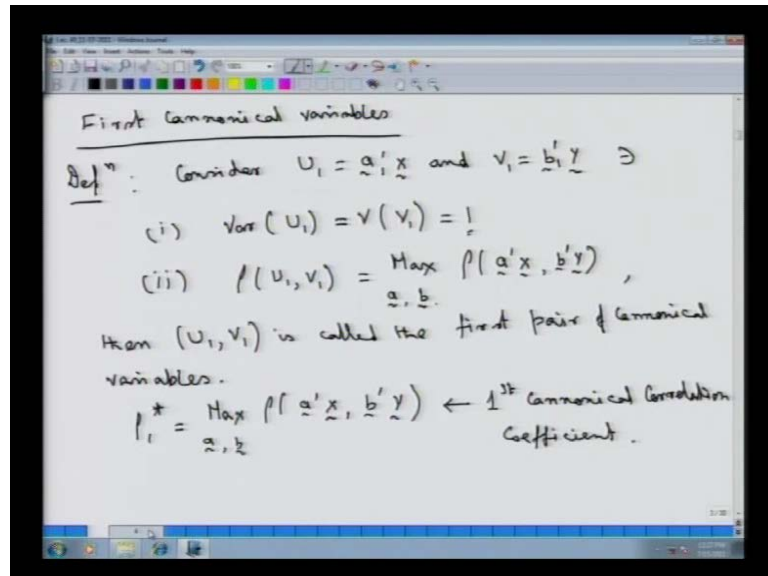 First Cannonical variables
Defⁿ : Consider U₁ = a₁'x and V₁ = b₁'y ∋
(i) Var(U₁) = V(V₁) = 1
(ii) ρ(U₁, V₁) = Max ρ(a'x, b'y),
a, b.
then (U₁, V₁) is called the first pair of Cannonical
variables.
ρ₁* = Max ρ(a'x, b'y) ← 1st Cannonical Correlation
a, b
Coefficient.